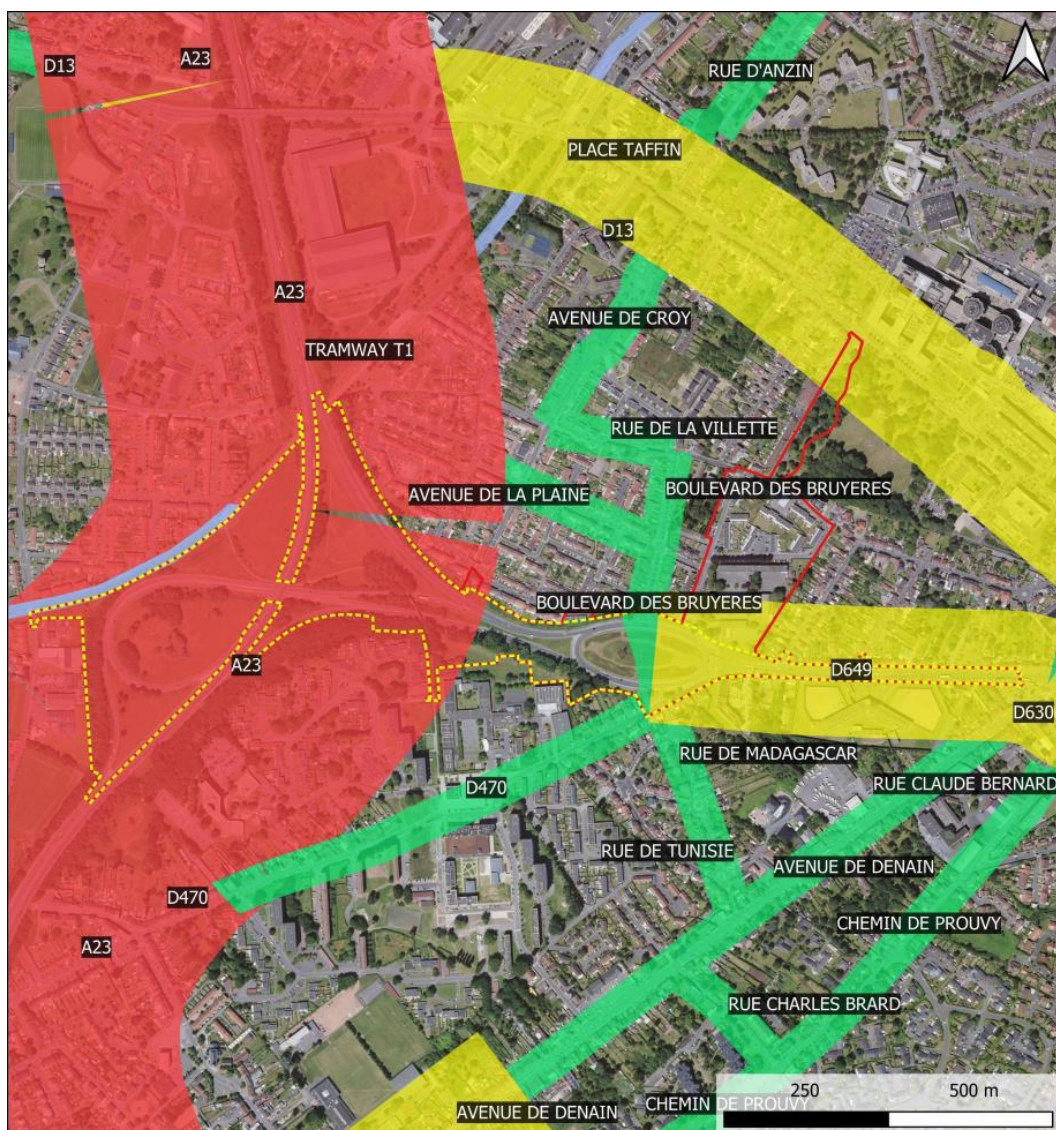 A23
D13
RUE D'ANZIN
PLACE TAFFIN
D13
A23
AVENUE DE CROY
TRAMWAY T1
RUE DE LA VILLETTE
BOULEVARD DES BRUYERES
AVENUE DE LA PLAINE
BOULEVARD DES BRUYERES
A23
D649
D630
RUE DE MADAGASCAR
RUE CLAUDE BERNARD
D470
RUE DE TUNISIE
AVENUE DE DENAIN
D470
CHEMIN DE PROUVY
A23
RUE CHARLES BRARD
250 500 m
CHEMIN DE PROUVY
AVENUE DE DENAIN